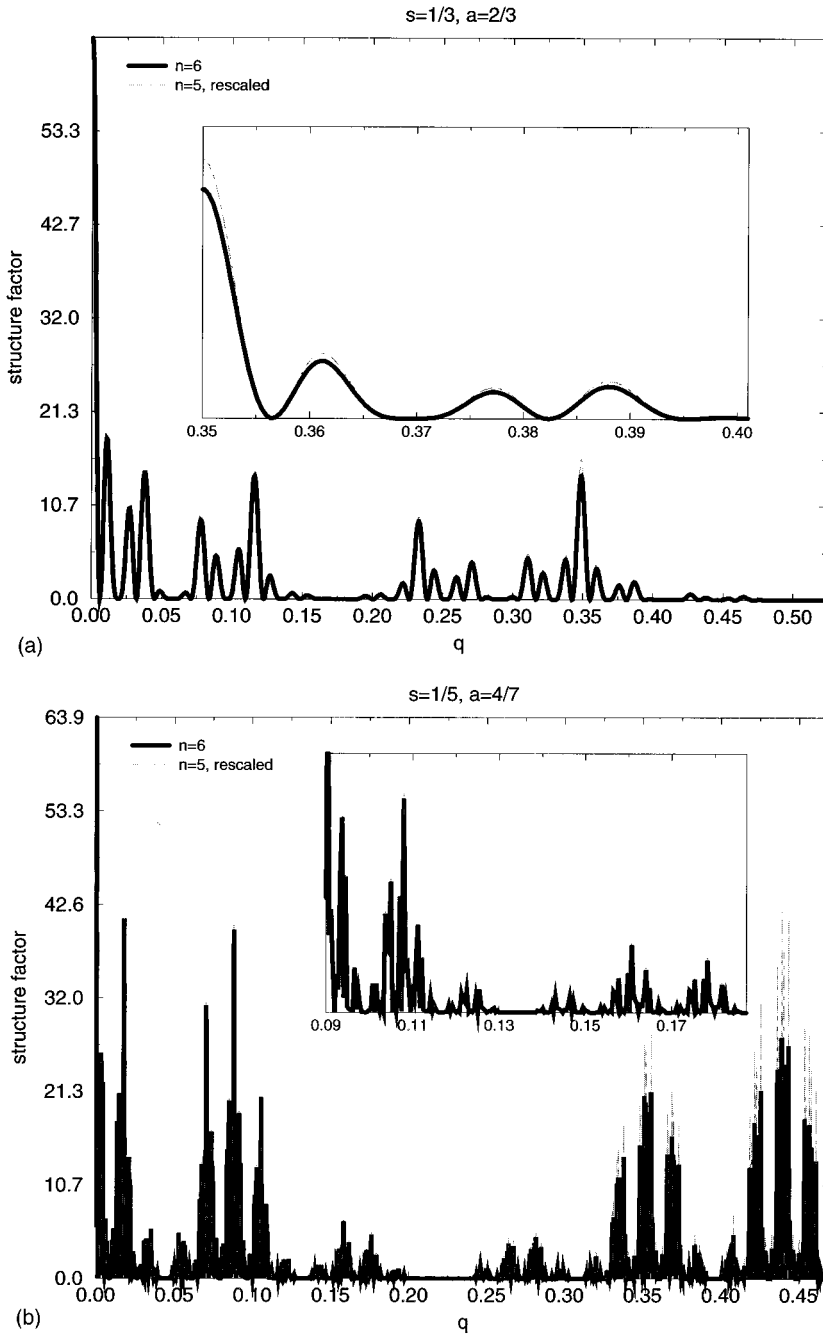 s=1/3, a=2/3
n=6
n=5, rescaled
53.3
42.7
32.0
21.3
10.7
0.0
structure factor
0.35 0.36 0.37 0.38 0.39 0.40
0.00 0.05 0.10 0.15 0.20 0.25 0.30 0.35 0.40 0.45 0.50
q
(a)
s=1/5, a=4/7
n=6
n=5, rescaled
63.9
53.3
42.6
32.0
21.3
10.7
0.0
structure factor
0.09 0.11 0.13 0.15 0.17
0.00 0.05 0.10 0.15 0.20 0.25 0.30 0.35 0.40 0.45
q
(b)